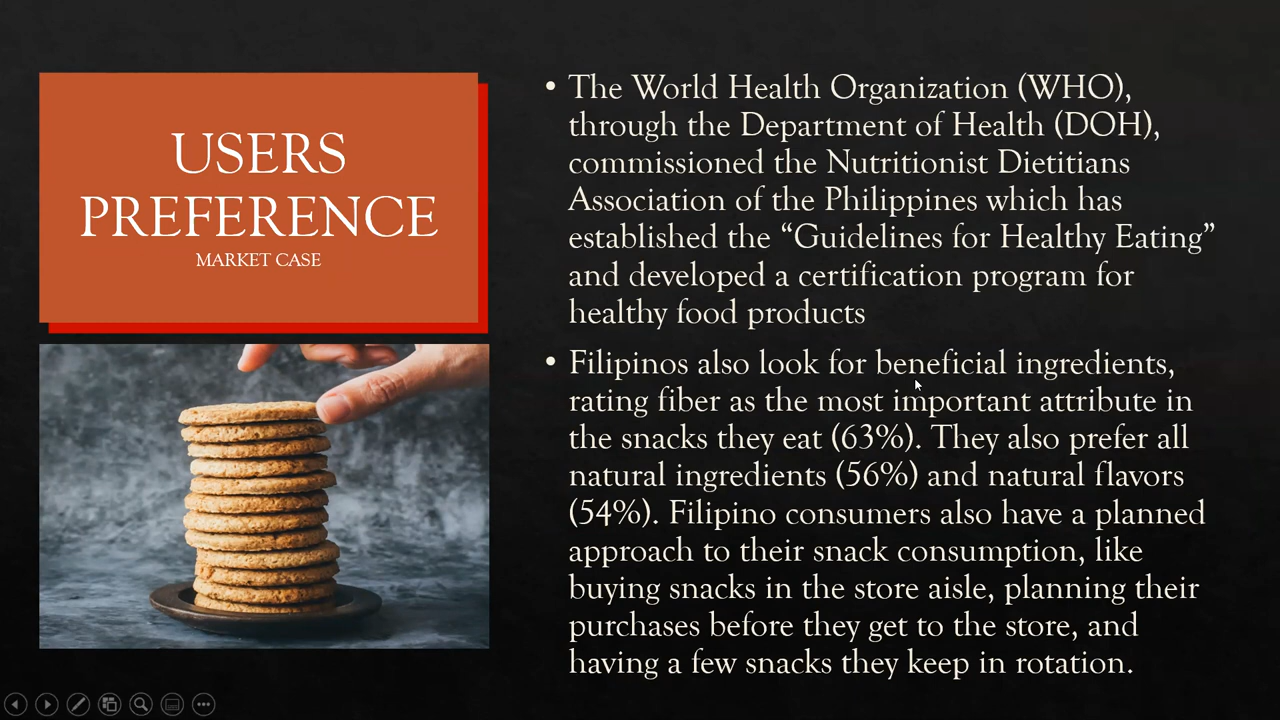 USERS
PREFERENCE
MARKET CASE
• The World Health Organization (WHO),
through the Department of Health (DOH),
commissioned the Nutritionist Dietitians
Association of the Philippines which has
established the “Guidelines for Healthy Eating”
and developed a certification program for
healthy food products
• Filipinos also look for beneficial ingredients,
rating fiber as the most important attribute in
the snacks they eat (63%). They also prefer all
natural ingredients (56%) and natural flavors
(54%). Filipino consumers also have a planned
approach to their snack consumption, like
buying snacks in the store aisle, planning their
purchases before they get to the store, and
having a few snacks they keep in rotation.